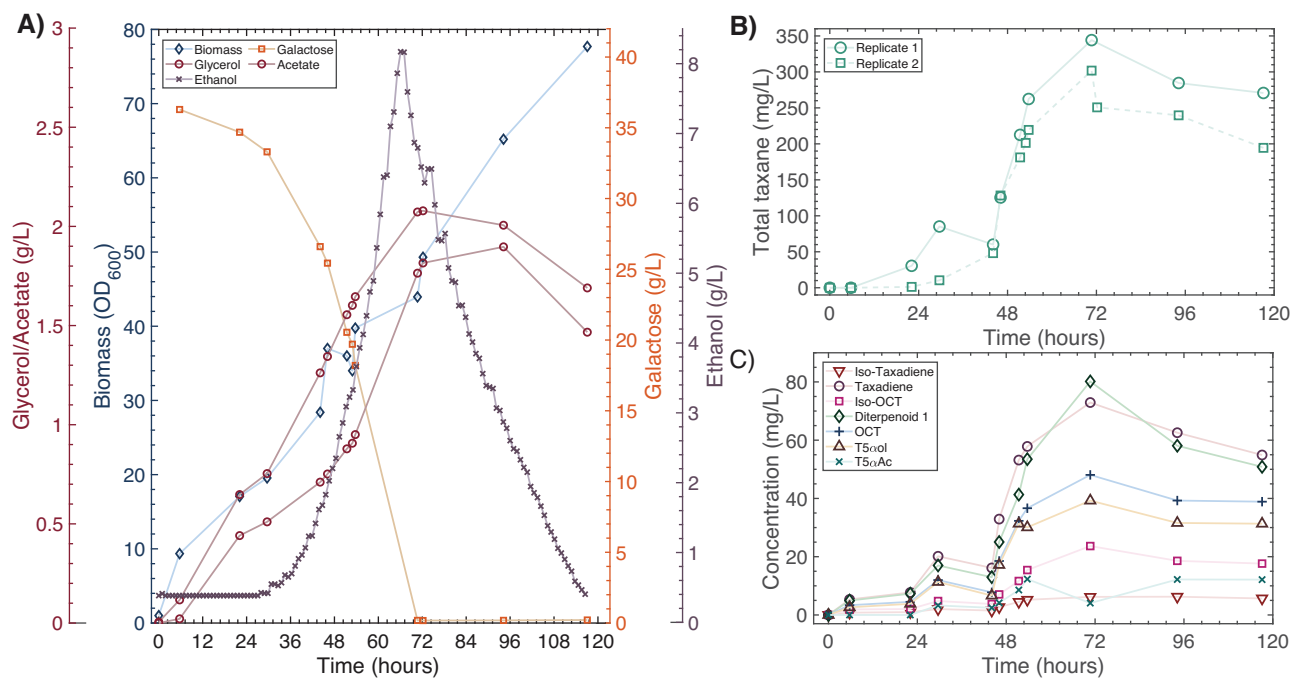 A)
Glycerol/Acetate (g/L)
3
2.5
2
1.5
1
0.5
0
Biomass (OD600)
80
70
60
50
40
30
20
10
0
Biomass
Galactose
Glycerol
Acetate
Ethanol
0 12 24 36 48 60 72 84 96 108 120
Time (hours)
40
35
30
25
20
15
10
5
0
Galactose (g/L)
8
7
6
5
4
3
2
1
0
Ethanol (g/L)
B)
Total taxane (mg/L)
350
300
250
200
150
100
50
0
Replicate 1
Replicate 2
0 24 48 72 96 120
Time (hours)
C)
Concentration (mg/L)
80
60
40
20
0
Iso-Taxadiene
Taxadiene
Iso-OCT
Diterpenoid 1
OCT
T5αol
T5αAc
0 24 48 72 96 120
Time (hours)